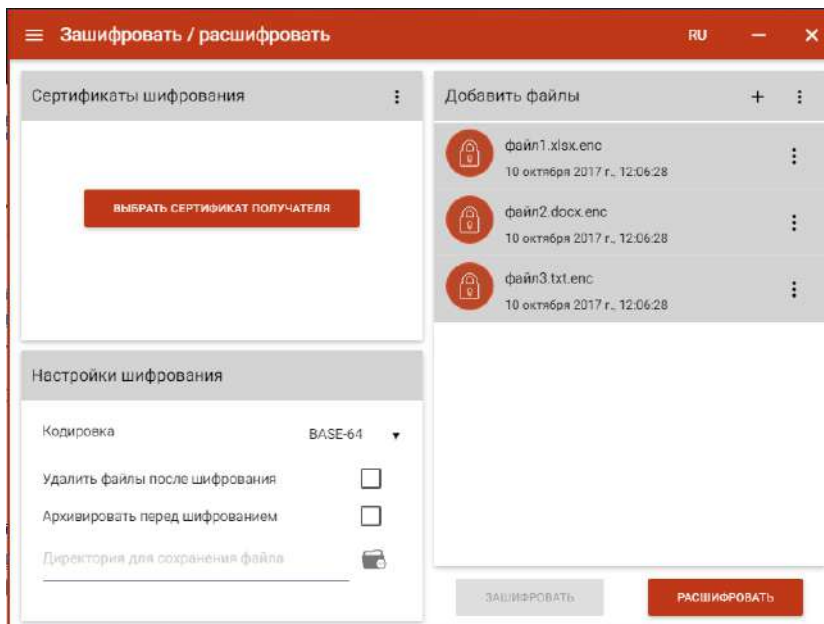 Зашифровать / расшифровать
RU
Сертификаты шифрования
ВЫБРАТЬ СЕРТИФИКАТ ПОЛУЧАТЕЛЯ
Настройки шифрования
Кодировка
BASE-64
Удалить файлы после шифрования
Архивировать перед шифрованием
Директория для сохранения файла
Добавить файлы
файл1.xlsx.enc
10 октября 2017 г., 12:06:28
файл2.docx.enc
10 октября 2017 г., 12:06:28
файл3.txt.enc
10 октября 2017 г., 12:06:28
ЗАШИФРОВАТЬ
РАСШИФРОВАТЬ